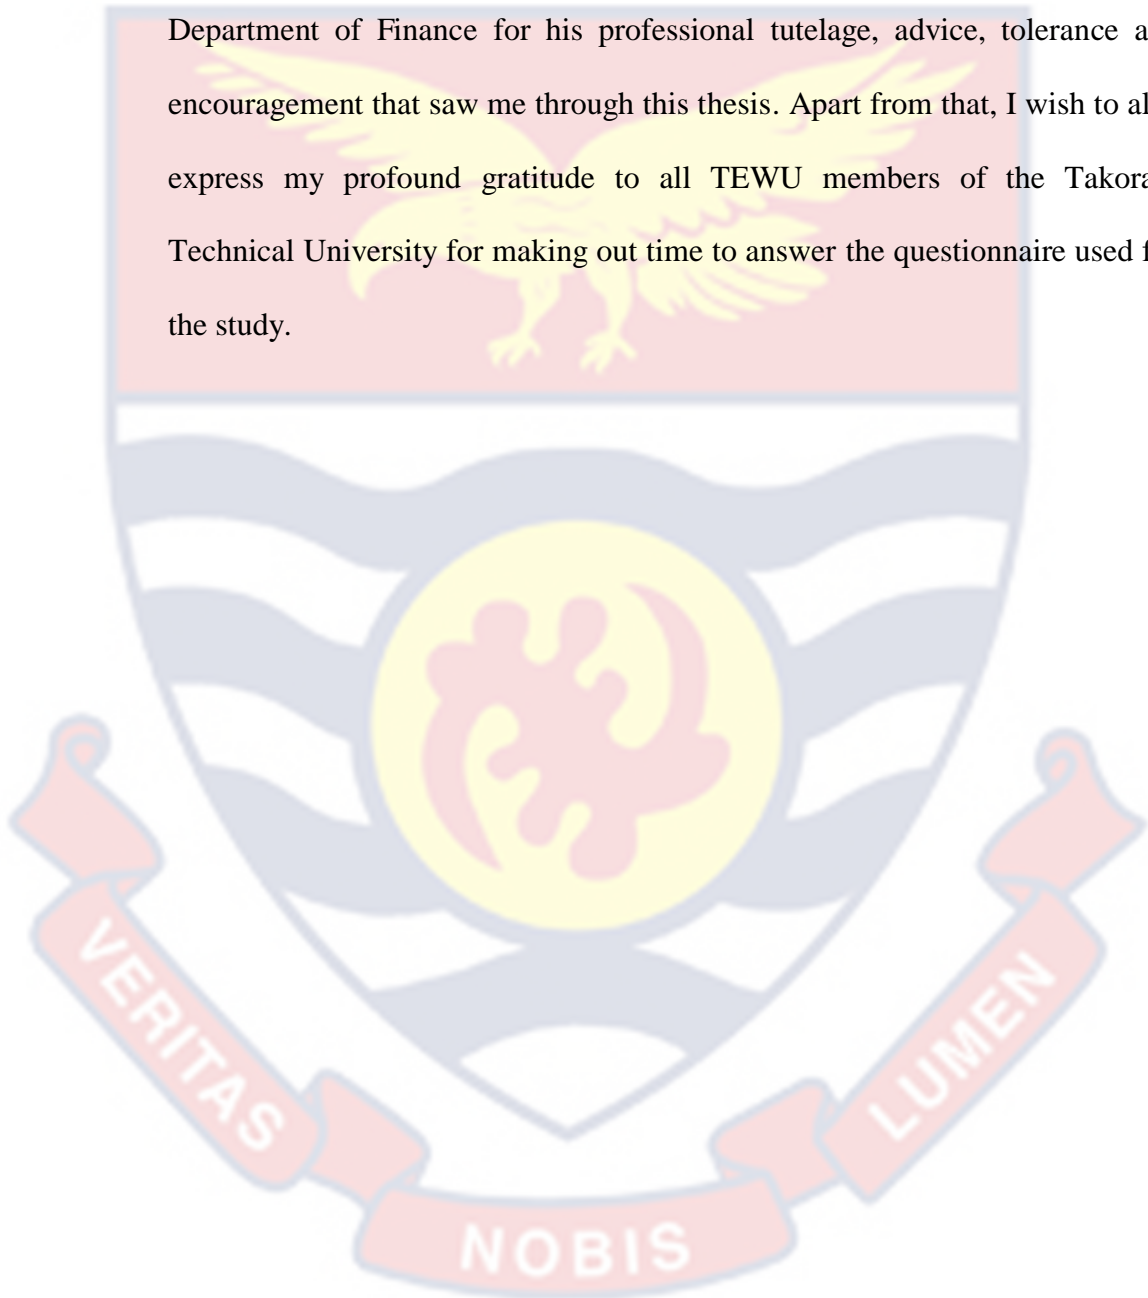 Department of Finance for his professional tutelage, advice, tolerance a
encouragement that saw me through this thesis. Apart from that, I wish to al
express my profound gratitude to all TEWU members of the Takora
Technical University for making out time to answer the questionnaire used f
the study.
VERITAS
NOBIS
LUMEN